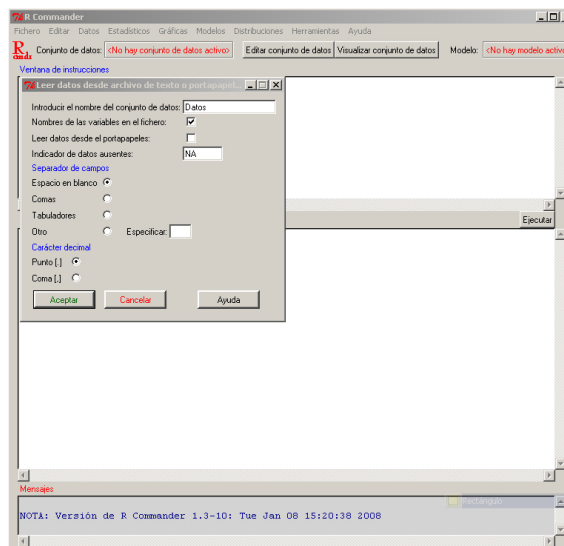 R Commander
Fichero Editar Datos Estadísticos Gráficas Modelos Distribuciones Herramientas Ayuda
R cmdr Conjunto de datos: <No hay conjunto de datos activo> Editar conjunto de datos Visualizar conjunto de datos Modelo: <No hay modelo activo
Ventana de instrucciones
Leer datos desde archivo de texto o portapapel...
Introducir el nombre del conjunto de datos: Datos
Nombres de las variables en el fichero:
Leer datos desde el portapapeles:
Indicador de datos ausentes: NA
Separador de campos
Espacio en blanco
Comas
Tabuladores
Otro Especificar:
Ejecutar
Carácter decimal
Punto [.]
Coma [,]
Aceptar Cancelar Ayuda
Mensajes
Rectángulo
NOTA: Versión de R Commander 1.3-10: Tue Jan 08 15:20:38 2008